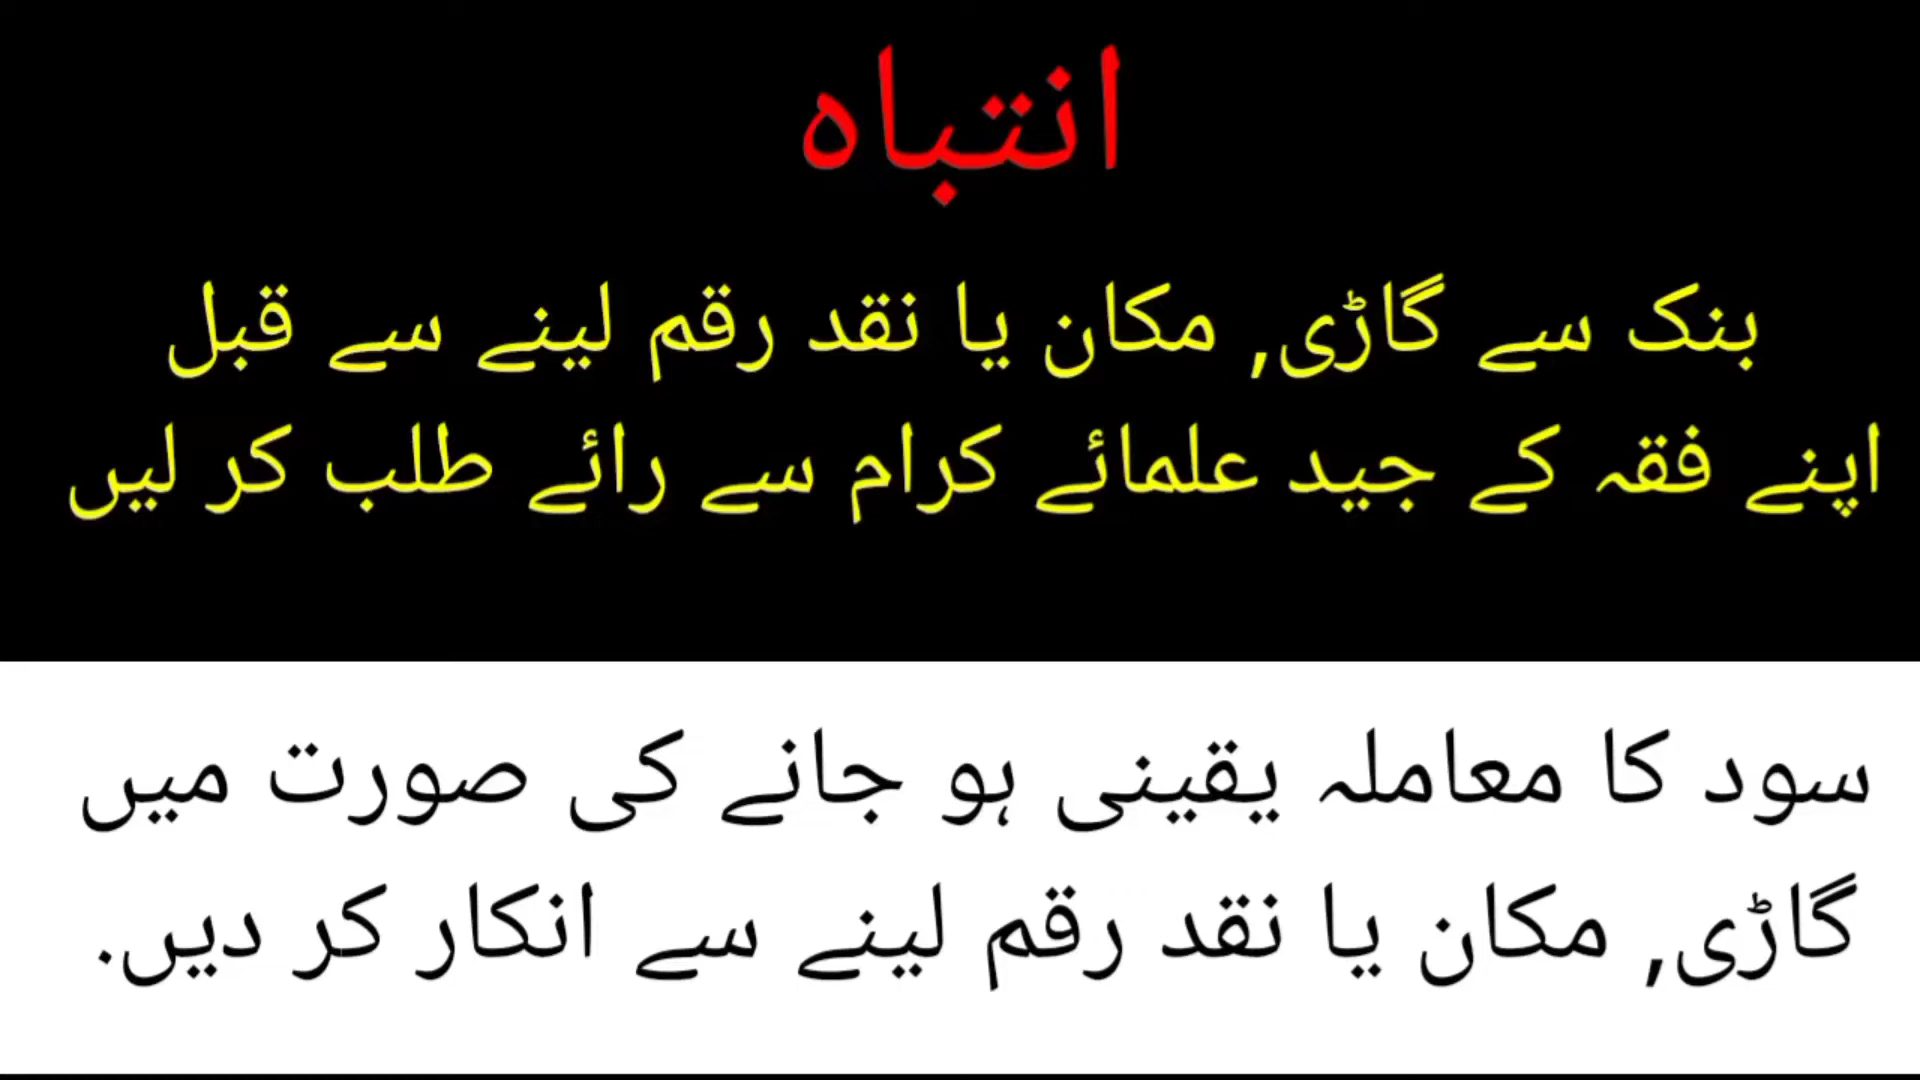 انتباہ
بنک سے گاڑی, مکان یا نقد رقم لینے سے قبل
اپنے فقہ کے جید علمائے کرام سے رائے طلب کر لیں
سود کا معاملہ یقینی ہو جانے کی صورت میں
گاڑی, مکان یا نقد رقم لینے سے انکار کر دیں.